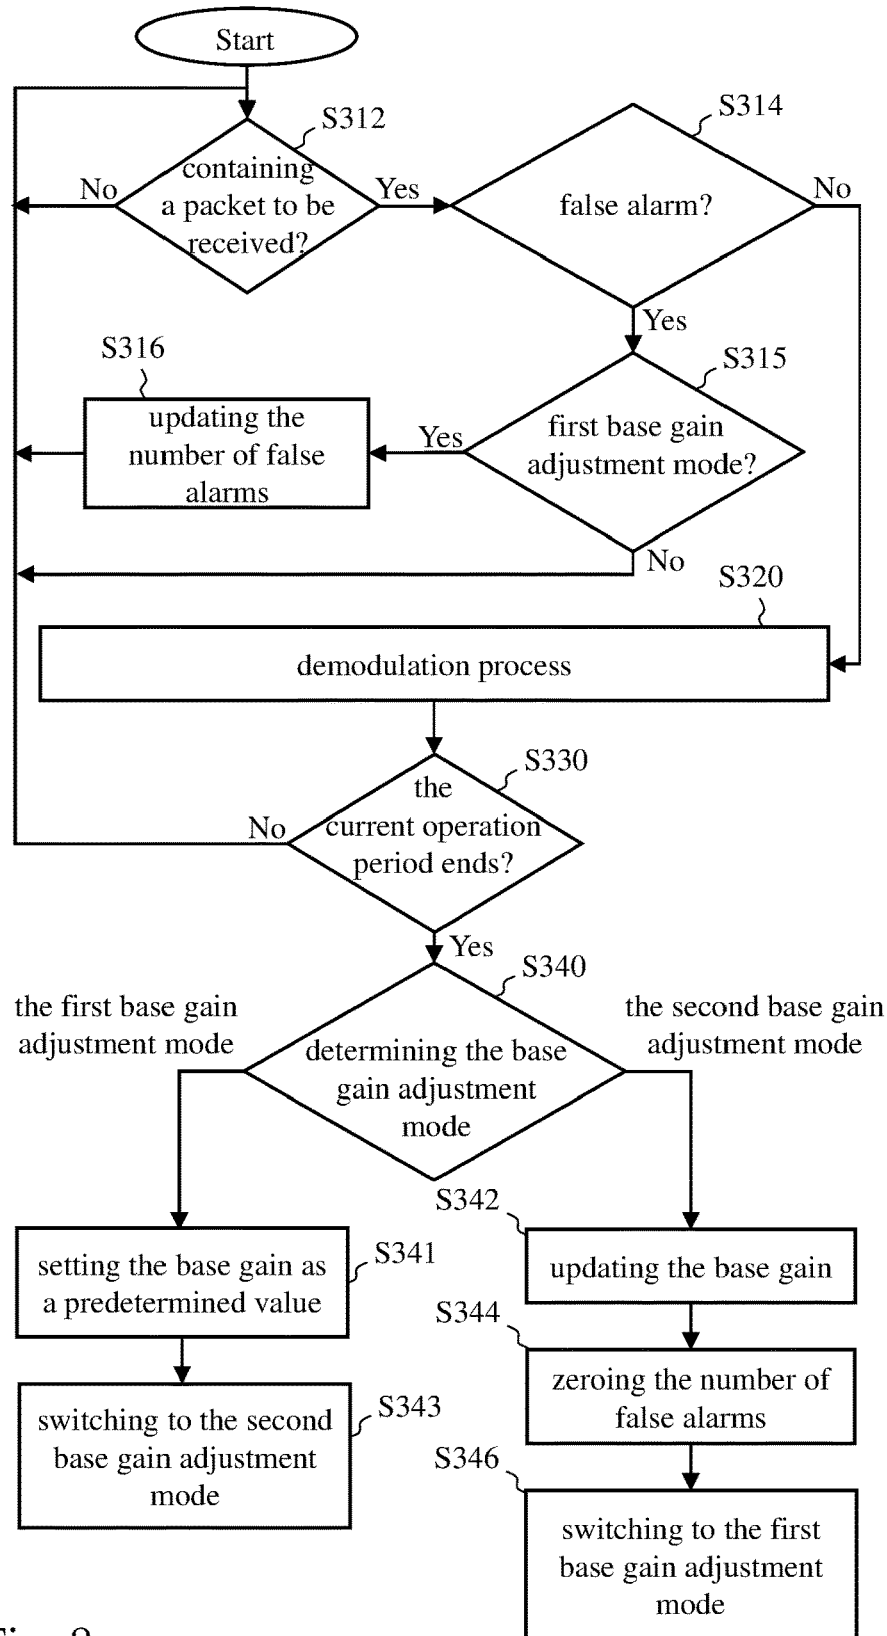 Start
S312
containing
a packet to be
received?
No
Yes
S314
false alarm?
No
Yes
S315
first base gain
adjustment mode?
Yes
No
S316
updating the
number of false
alarms
S320
demodulation process
S330
the
current operation
period ends?
No
Yes
S340
determining the base
gain adjustment
mode
the first base gain
adjustment mode
the second base gain
adjustment mode
S341
setting the base gain as
a predetermined value
S343
switching to the second
base gain adjustment
mode
S342
updating the base gain
S344
zeroing the number of
false alarms
S346
switching to the first
base gain adjustment
mode